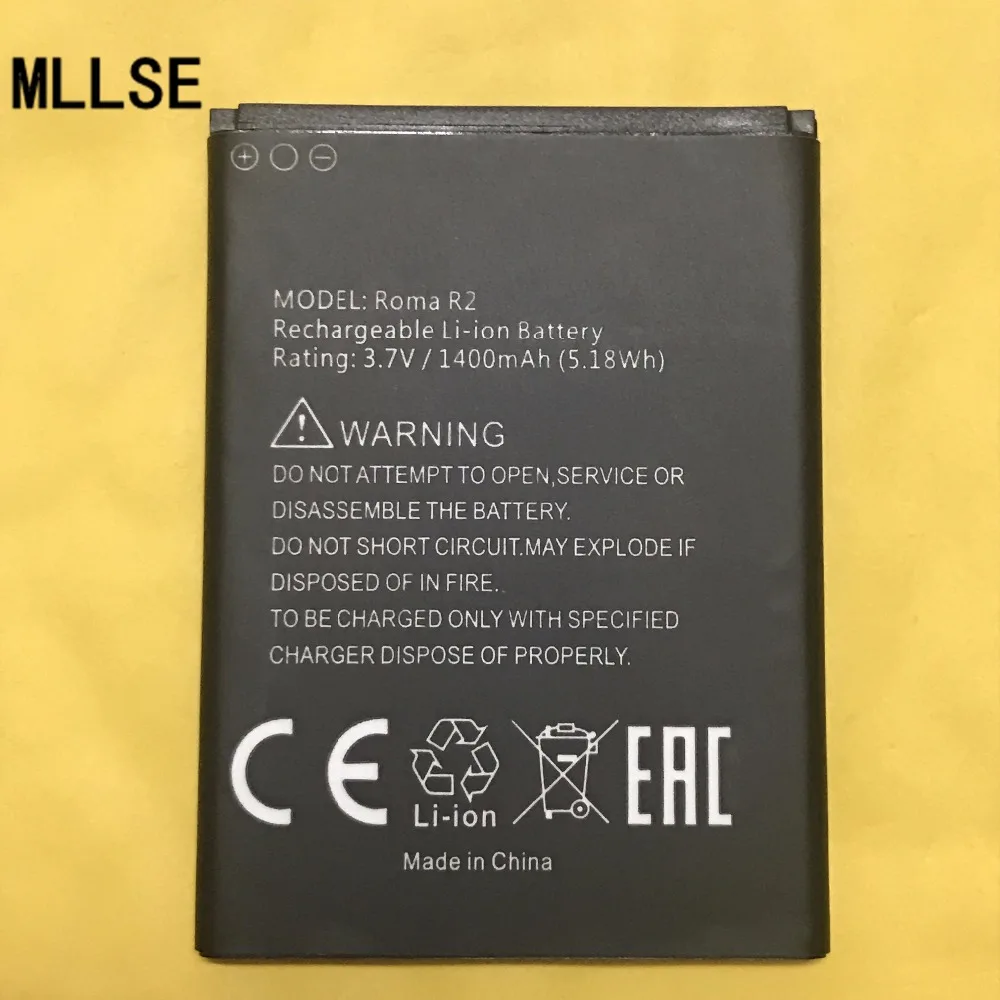 MLLSE
MODEL: Roma R2
Rechargeable Li-ion Battery
Rating: 3.7V / 1400mAh (5.18Wh)
WARNING
DO NOT ATTEMPT TO OPEN,SERVICE OR
DISASSEMBLE THE BATTERY.
DO NOT SHORT CIRCUIT.MAY EXPLODE IF
DISPOSED OF IN FIRE.
TO BE CHARGED ONLY WITH SPECIFIED
CHARGER DISPOSE OF PROPERLY.
CE EAC
Li-ion
Made in China